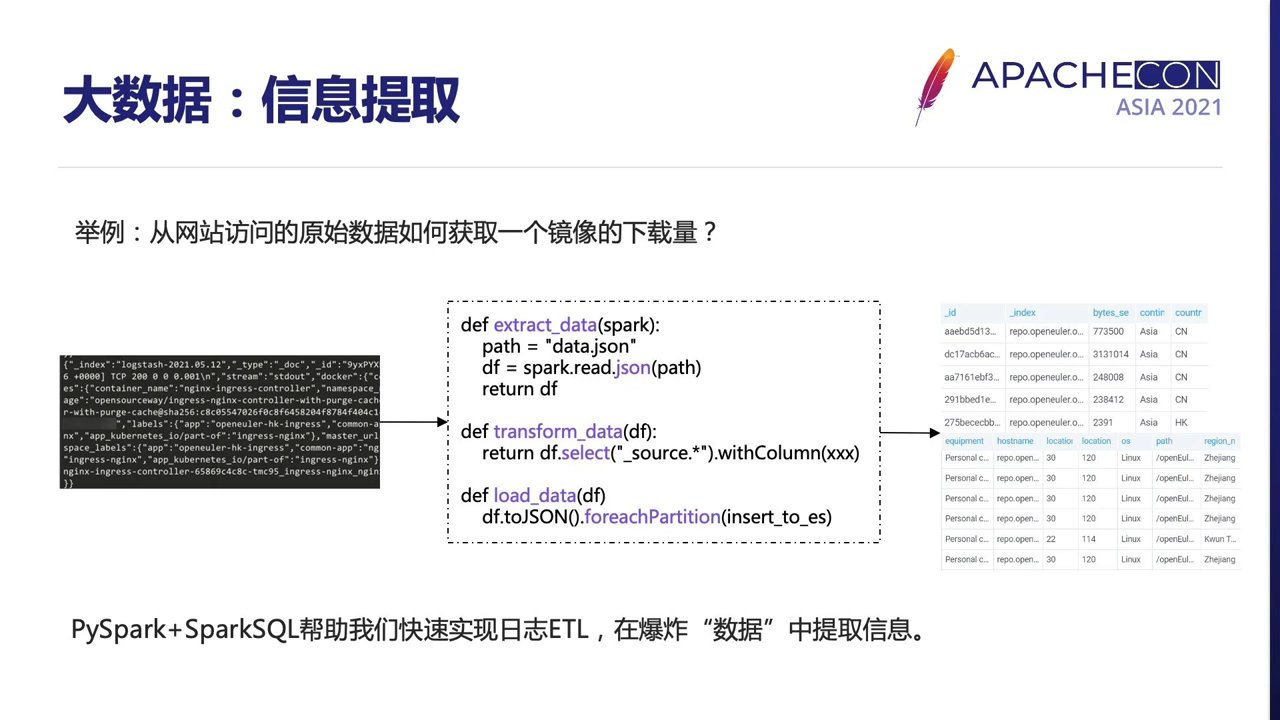 大数据：信息提取
APACHECON
ASIA 2021
举例：从网站访问的原始数据如何获取一个镜像的下载量？
}}
{"_index":"logstash-2021.05.12","_type":"_doc","_id":"9yxPYX
6 +0000] TCP 200 0 0 0.001\n","stream":"stdout","docker":{"c
es":{"container_name":"nginx-ingress-controller","namespace_
age":"opensourceway/ingress-nginx-controller-with-purge-cach
r-with-purge-cache@sha256:c8c05547026f0c8f6458204f8784f404c1
","labels":{"app":"openeuler-hk-ingress","common-a
nx","app_kubernetes_io/part-of":"ingress-nginx"},"master_url
space_labels":{"app":"openeuler-hk-ingress","common-app":"ng
"ingress-nginx","app_kubernetes_io/part-of":"ingress-nginx"}
nginx-ingress-controller-65869c4c8c-tmc95_ingress-nginx_ngin
}}
def extract_data(spark):
path = "data.json"
df = spark.read.json(path)
return df
def transform_data(df):
return df.select("_source.*").withColumn(xxx)
def load_data(df)
df.toJSON().foreachPartition(insert_to_es)
_id _index bytes_se contin countr
aaebd5d13... repo.openeuler.o... 773500 Asia CN
dc17acb6ac... repo.openeuler.o... 3131014 Asia CN
aa7161ebf3... repo.openeuler.o... 248008 Asia CN
291bbed1e... repo.openeuler.o... 238412 Asia CN
275bececbb... repo.openeuler.o... 2391 Asia HK
equipment hostname locatio location os path region_n
Personal c... repo.open... 30 120 Linux /openEul... Zhejiang
Personal c... repo.open... 30 120 Linux /openEul... Zhejiang
Personal c... repo.open... 30 120 Linux /openEul... Zhejiang
Personal c... repo.open... 30 120 Linux /openEul... Zhejiang
Personal c... repo.open... 22 114 Linux /openEul... Kwun T...
Personal c... repo.open... 30 120 Linux /openEul... Zhejiang
PySpark+SparkSQL帮助我们快速实现日志ETL，在爆炸“数据”中提取信息。